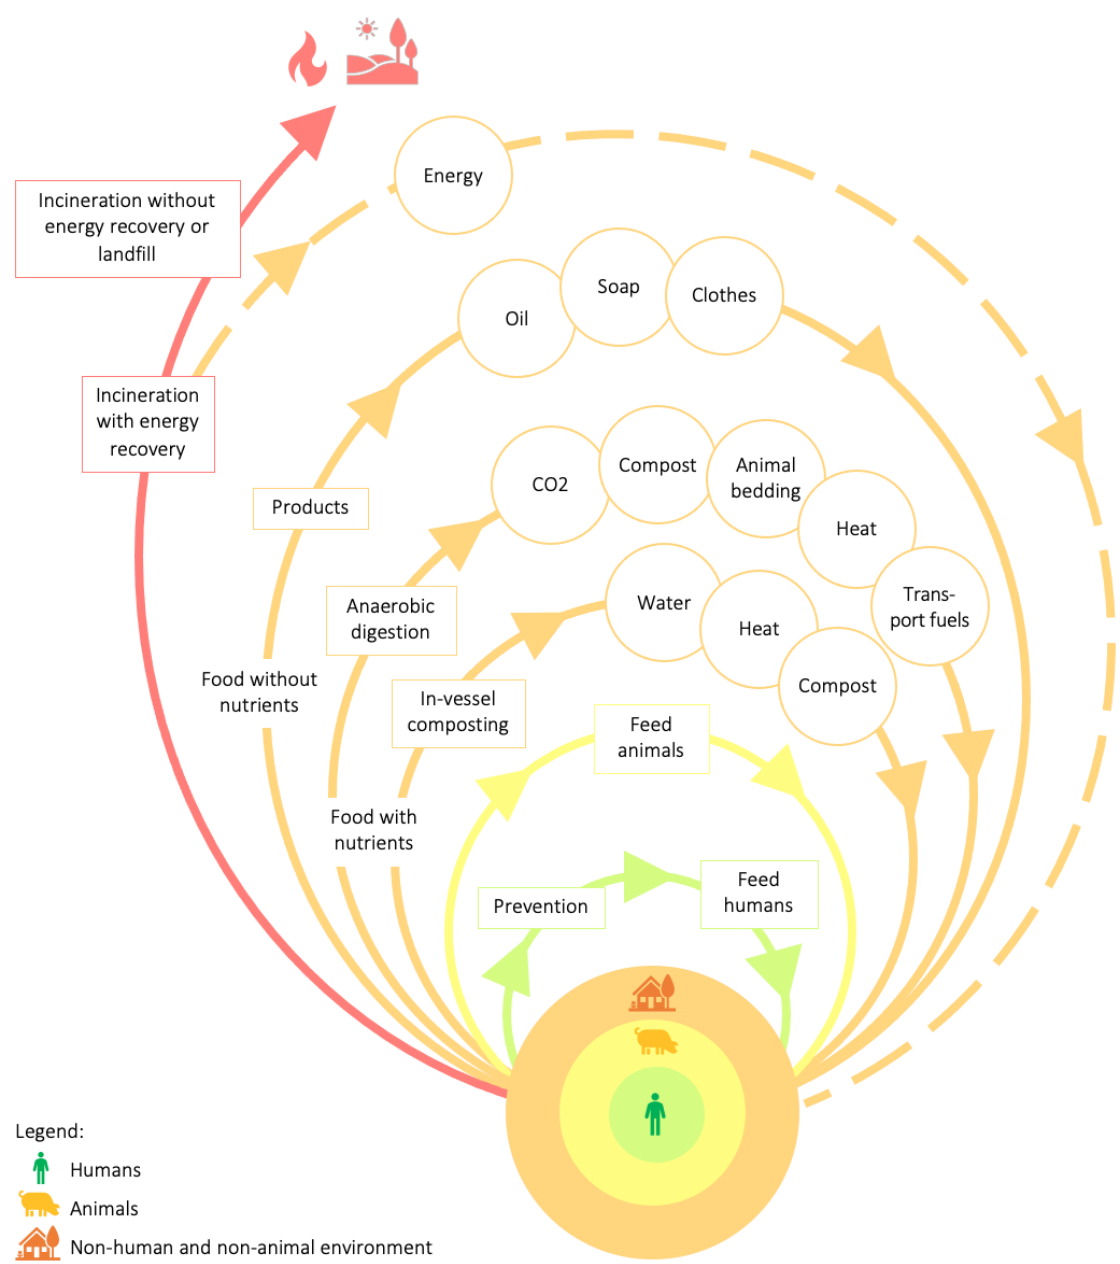 Energy
Incineration without
energy recovery or
landfill
Soap
Clothes
Oil
Incineration
with energy
recovery
Compost
Animal
bedding
CO2
Products
Heat
Anaerobic
digestion
Water
Trans-
port fuels
Heat
Food without
nutrients
In-vessel
composting
Compost
Feed
animals
Food with
nutrients
Prevention
Feed
humans
Legend:
Humans
Animals
Non-human and non-animal environment